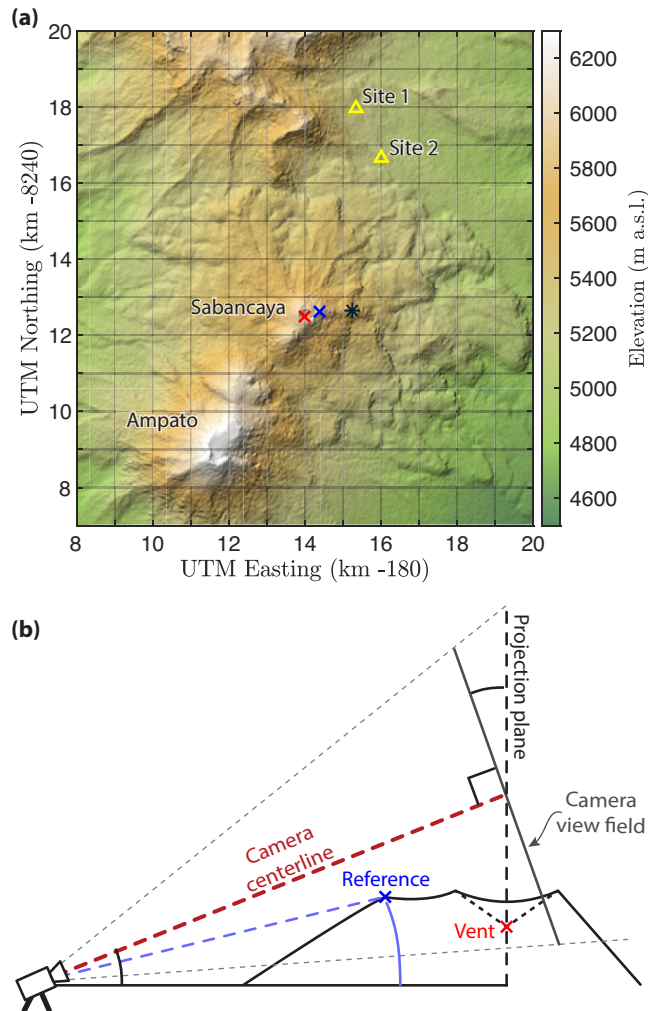 (a)
20
18
16
14
12
10
8
UTM Northing (km -8240)
Site 1
Site 2
Sabancaya
Ampato
8 10 12 14 16 18 20
UTM Easting (km -180)
6200
6000
5800
5600
5400
5200
5000
4800
4600
Elevation (m a.s.l.)
(b)
Projection plane
Camera
view field
Camera
centerline
Reference
Vent